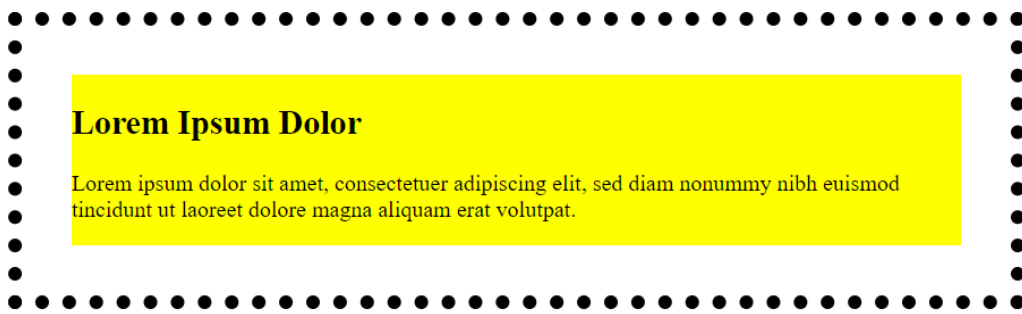 Lorem Ipsum Dolor
Lorem ipsum dolor sit amet, consectetuer adipiscing elit, sed diam nonummy nibh euismod
tincidunt ut laoreet dolore magna aliquam erat volutpat.